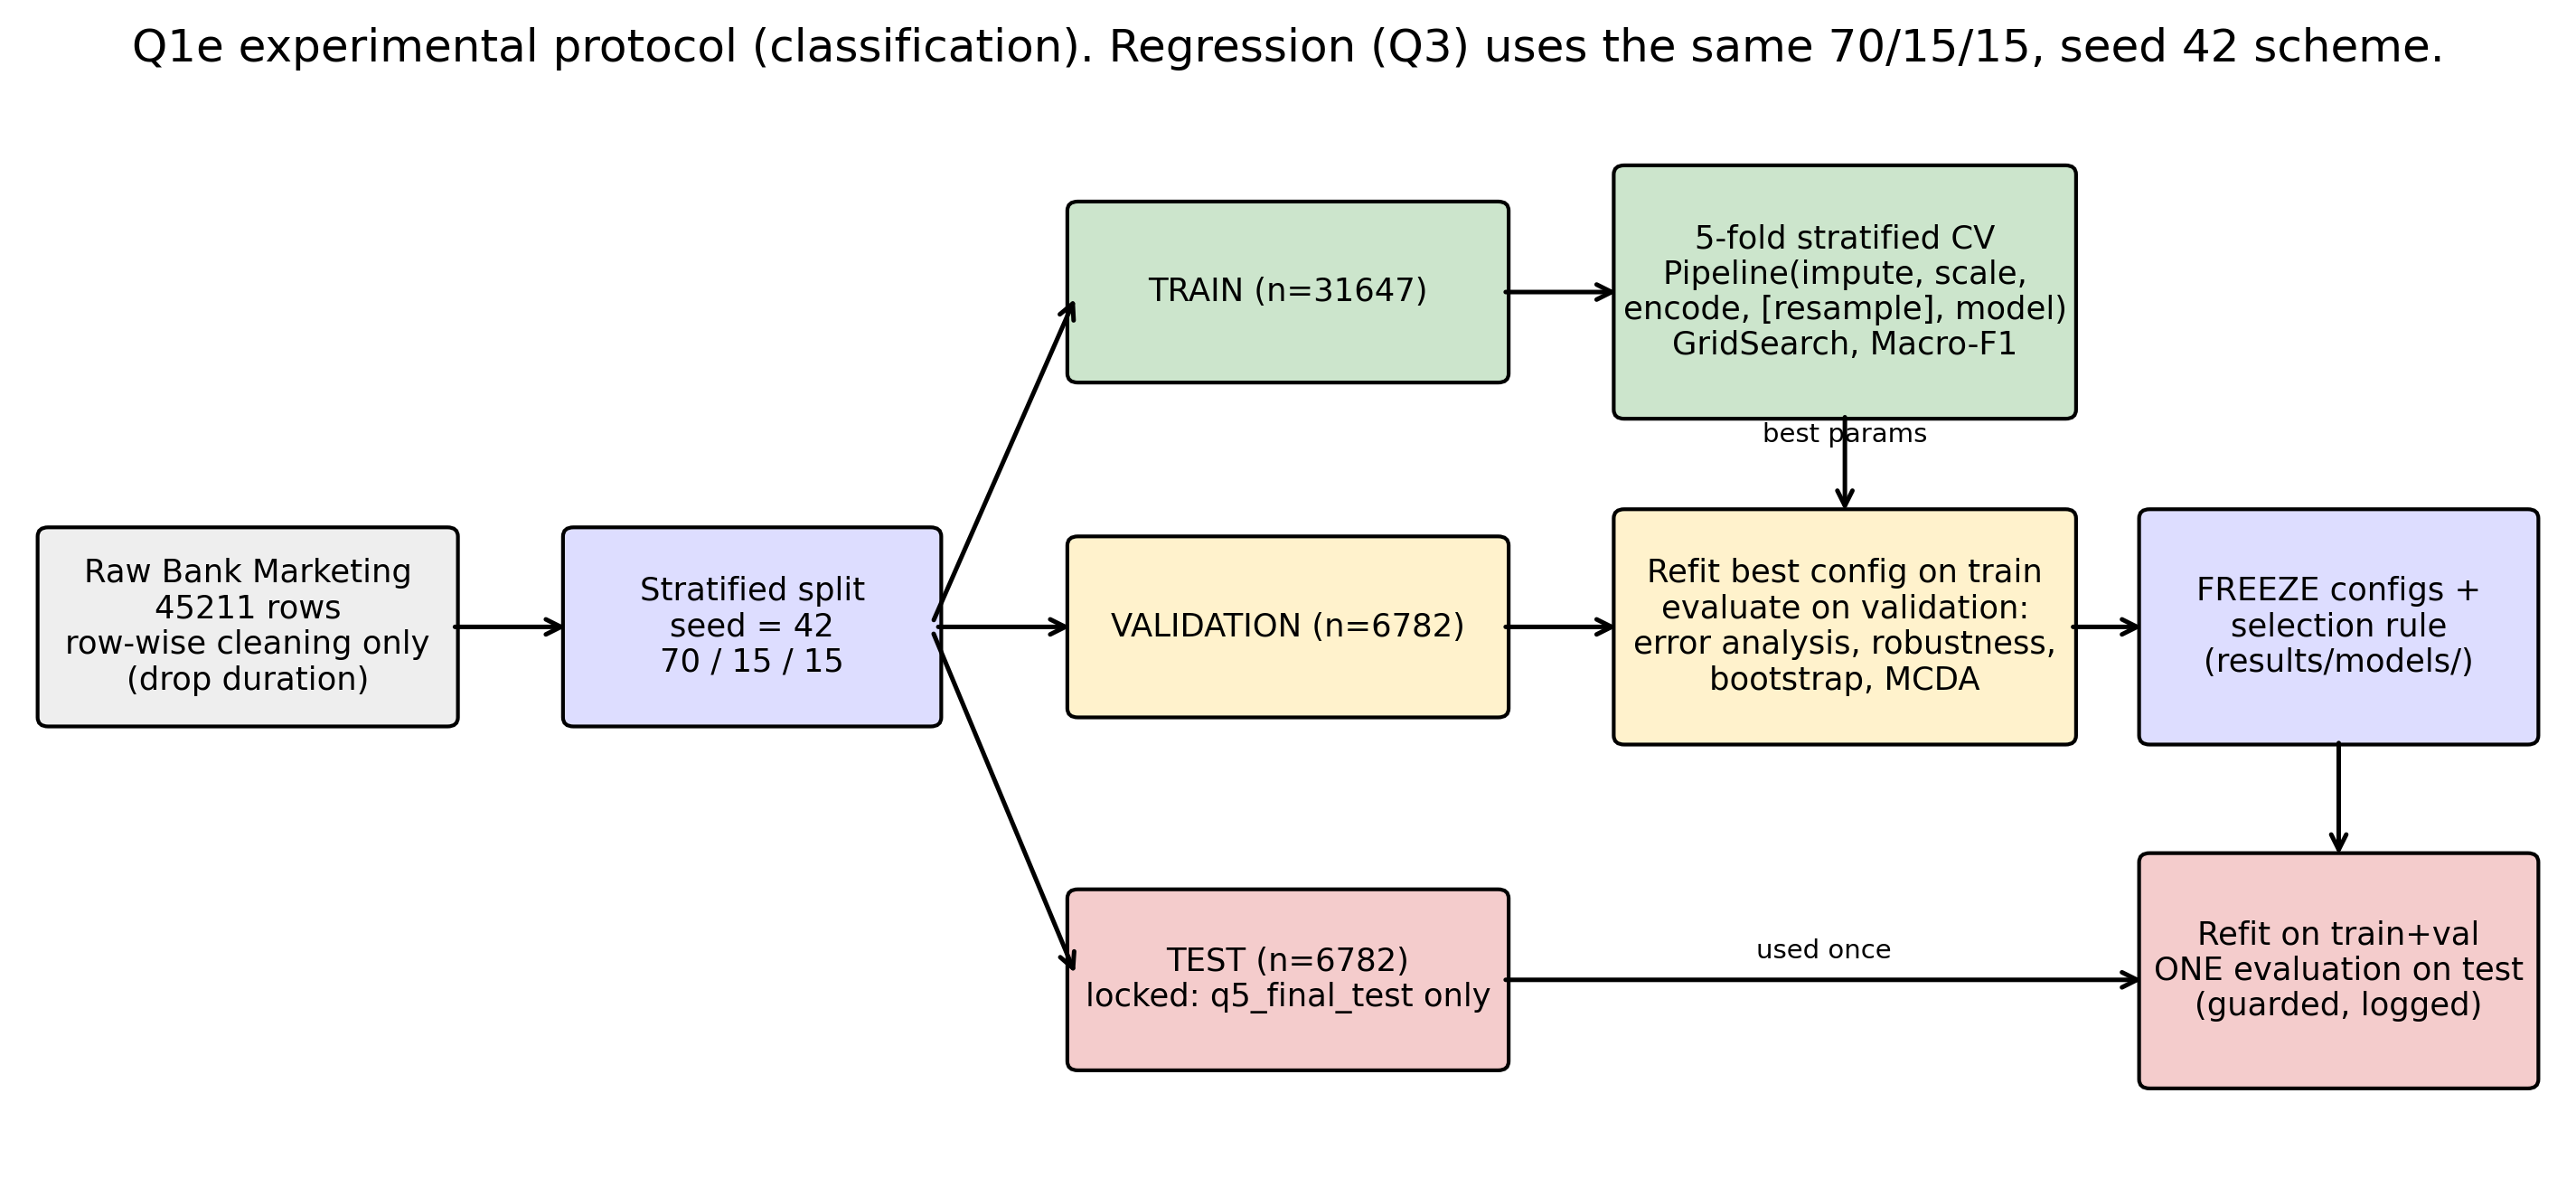 Q1e experimental protocol (classification). Regression (Q3) uses the same 70/15/15, seed 42 scheme.
Raw Bank Marketing
45211 rows
row-wise cleaning only
(drop duration)
Stratified split
seed = 42
70 / 15 / 15
TRAIN (n=31647)
5-fold stratified CV
Pipeline(impute, scale,
encode, [resample], model)
GridSearch, Macro-F1
best params
VALIDATION (n=6782)
Refit best config on train
evaluate on validation:
error analysis, robustness,
bootstrap, MCDA
FREEZE configs +
selection rule
(results/models/)
TEST (n=6782)
locked: q5_final_test only
used once
Refit on train+val
ONE evaluation on test
(guarded, logged)